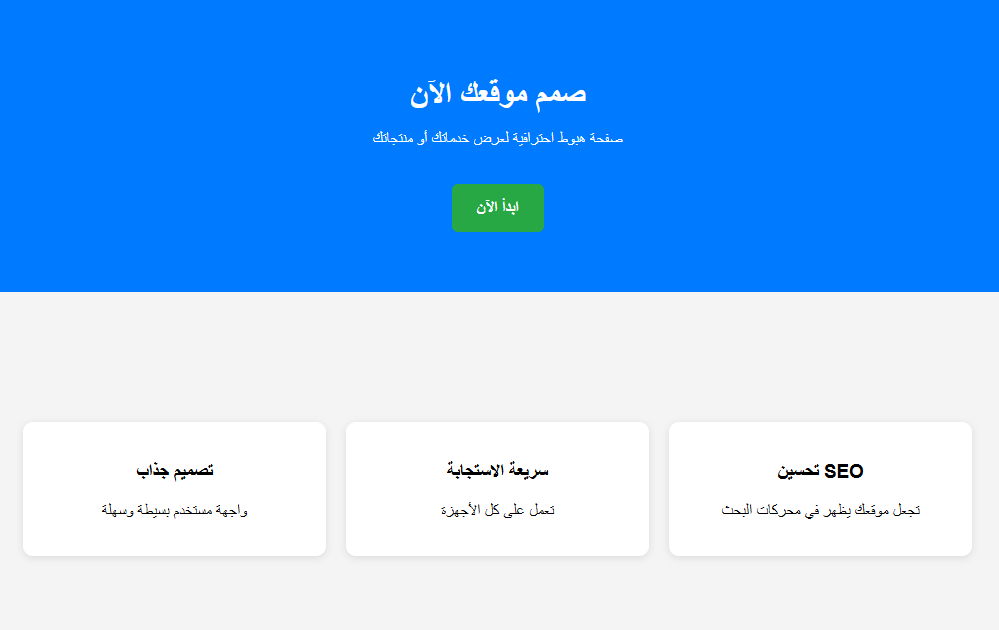 صمم موقعك الآن
صفحة هبوط احترافية لعرض خدماتك أو منتجاتك
ابدأ الآن
تحسين SEO
تجعل موقعك يظهر في محركات البحث
سريعة الاستجابة
تعمل على كل الأجهزة
تصميم جذاب
واجهة مستخدم بسيطة وسهلة